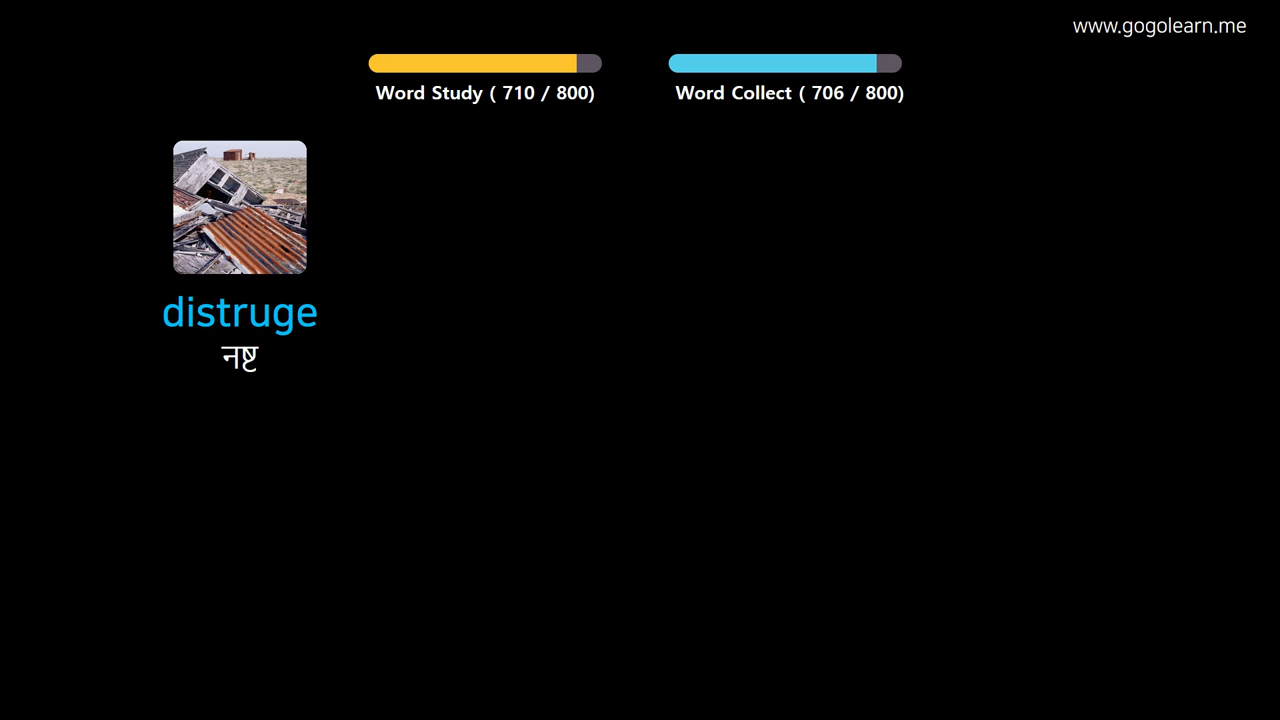 www.gogolearn.me
Word Study ( 710 / 800)
Word Collect ( 706 / 800)
distruge
नष्ट